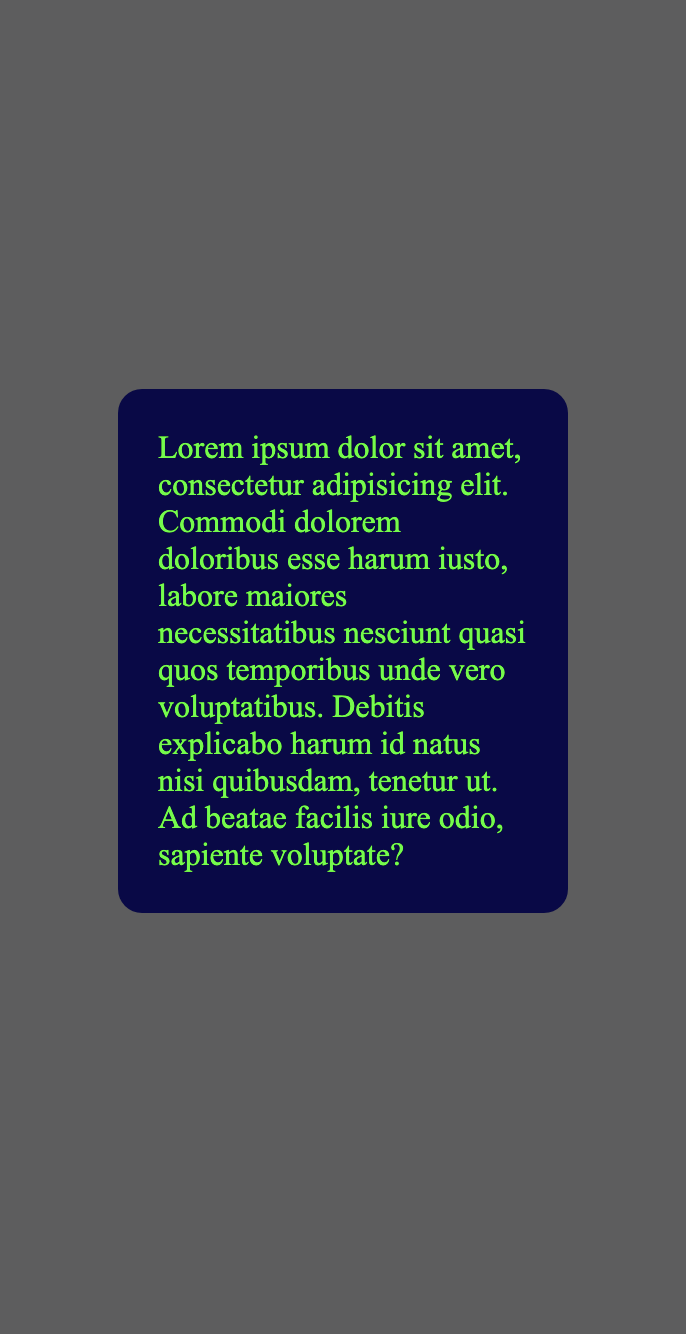 Lorem ipsum dolor sit amet,
consectetur adipisicing elit.
Commodi dolorem
doloribus esse harum iusto,
labore maiores
necessitatibus nesciunt quasi
quos temporibus unde vero
voluptatibus. Debitis
explicabo harum id natus
nisi quibusdam, tenetur ut.
Ad beatae facilis iure odio,
sapiente voluptate?